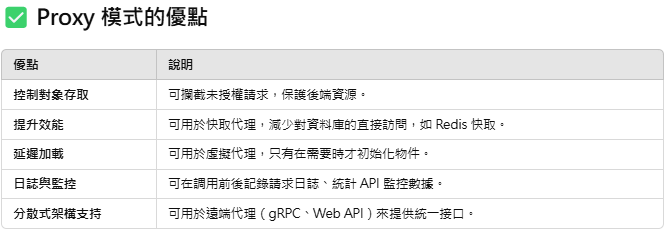 ✅ Proxy 模式的優點
優點 說明
控制對象存取 可攔截未授權請求，保護後端資源。
提升效能 可用於快取代理，減少對資料庫的直接訪問，如 Redis 快取。
延遲加載 可用於虛擬代理，只有在需要時才初始化物件。
日誌與監控 可在調用前後記錄請求日誌、統計 API 監控數據。
分散式架構支持 可用於遠端代理（gRPC、Web API）來提供統一接口。